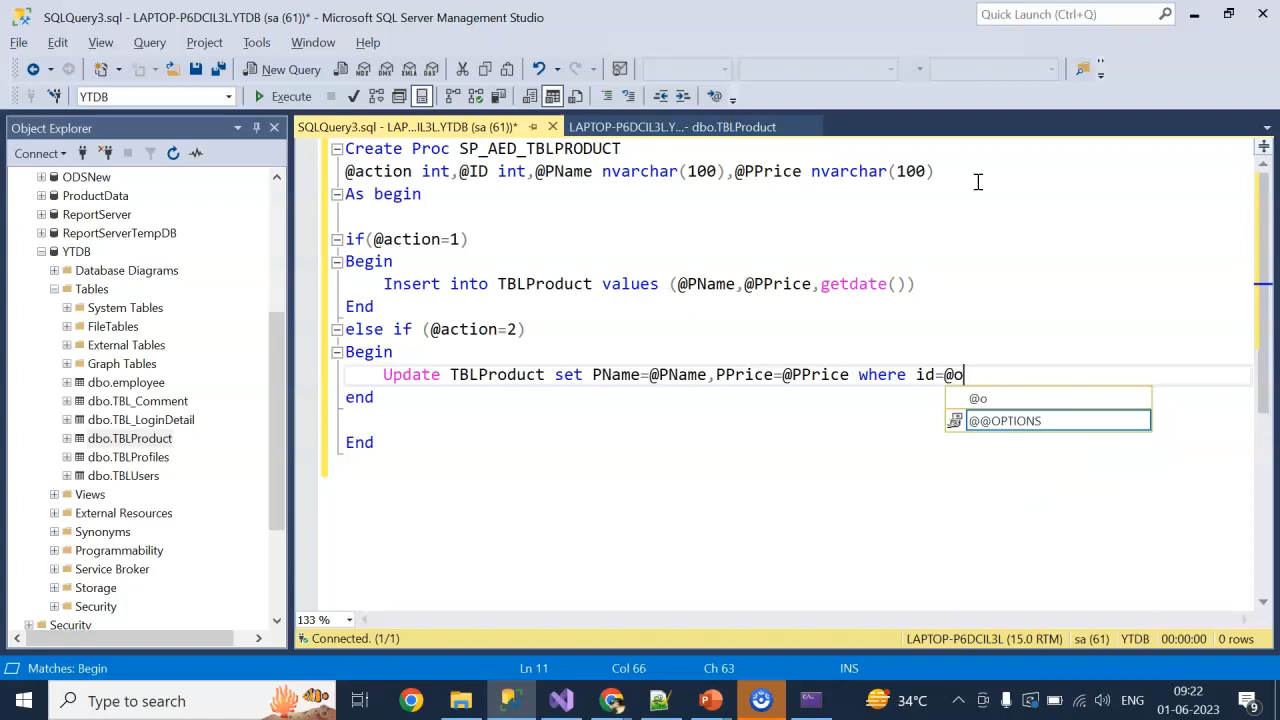 SQLQuery3.sql - LAPTOP-P6DCIL3L.YTDB (sa (61))* - Microsoft SQL Server Management Studio
Quick Launch (Ctrl+Q)
File Edit View Query Project Tools Window Help
New Query
MDX DMX XMLA DAX
YTDB
Execute
Object Explorer
SQLQuery3.sql - LAP...IL3L.YTDB (sa (61))*
LAPTOP-P6DCIL3L.Y...- dbo.TBLProduct
Connect
ODSNew
ProductData
ReportServer
ReportServerTempDB
YTDB
Database Diagrams
Tables
System Tables
FileTables
External Tables
Graph Tables
dbo.employee
dbo.TBL_Comment
dbo.TBL_LoginDetail
dbo.TBLProduct
dbo.TBLProfiles
dbo.TBLUsers
Views
External Resources
Synonyms
Programmability
Service Broker
Storage
Security
Security
Create Proc SP_AED_TBLPRODUCT
@action int,@ID int,@PName nvarchar(100),@PPrice nvarchar(100)
As begin
if(@action=1)
Begin
Insert into TBLProduct values (@PName,@PPrice,getdate())
End
else if (@action=2)
Begin
Update TBLProduct set PName=@PName,PPrice=@PPrice where id=@o
end
End
@o
@@OPTIONS
133 %
Connected. (1/1)
LAPTOP-P6DCIL3L (15.0 RTM) sa (61) YTDB 00:00:00 0 rows
Matches: Begin
Ln 11 Col 66 Ch 63 INS
Type here to search
34°C
ENG
09:22
01-06-2023
9